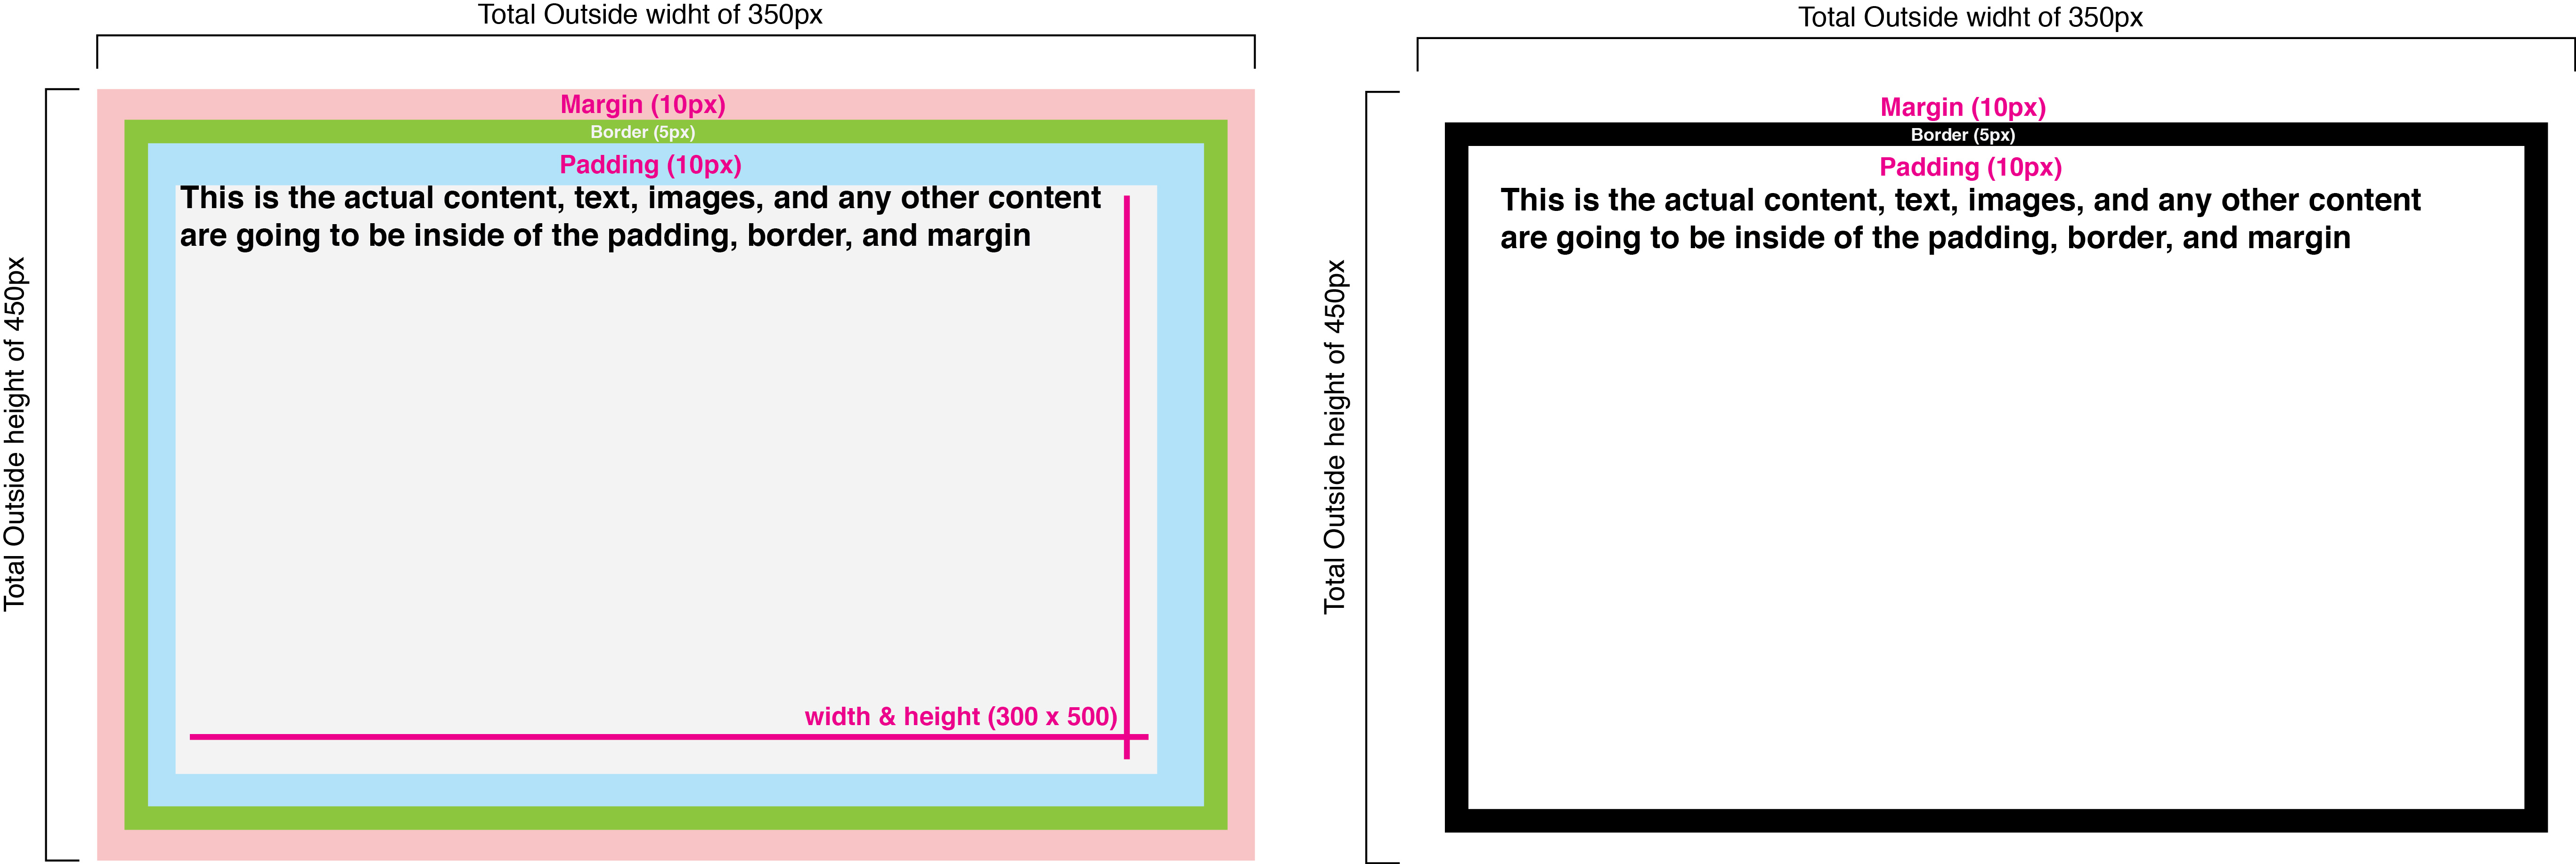 Total Outside widht of 350px
Total Outside height of 450px
Margin (10px)
Border (5px)
Padding (10px)
This is the actual content, text, images, and any other content
are going to be inside of the padding, border, and margin
width & height (300 x 500)
Total Outside widht of 350px
Total Outside height of 450px
Margin (10px)
Border (5px)
Padding (10px)
This is the actual content, text, images, and any other content
are going to be inside of the padding, border, and margin